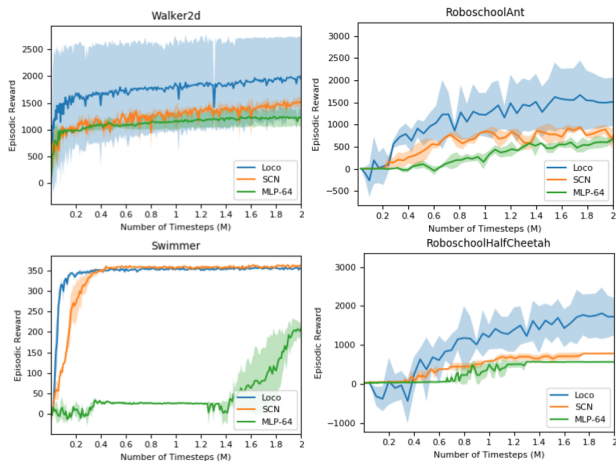 Walker2d
Episodic Reward
2500
2000
1500
1000
500
0
Loco
SCN
MLP-64
0.2 0.4 0.6 0.8 1 1.2 1.4 1.6 1.8 2
Number of Timesteps (M)
RoboschoolAnt
Episodic Reward
3000
2500
2000
1500
1000
500
0
−500
Loco
SCN
MLP-64
0.2 0.4 0.6 0.8 1 1.2 1.4 1.6 1.8 2
Number of Timesteps (M)
Swimmer
Episodic Reward
350
300
250
200
150
100
50
0
Loco
SCN
MLP-64
0.2 0.4 0.6 0.8 1 1.2 1.4 1.6 1.8 2
Number of Timesteps (M)
RoboschoolHalfCheetah
Episodic Reward
3000
2000
1000
0
−1000
Loco
SCN
MLP-64
0.2 0.4 0.6 0.8 1 1.2 1.4 1.6 1.8 2
Number of Timesteps (M)